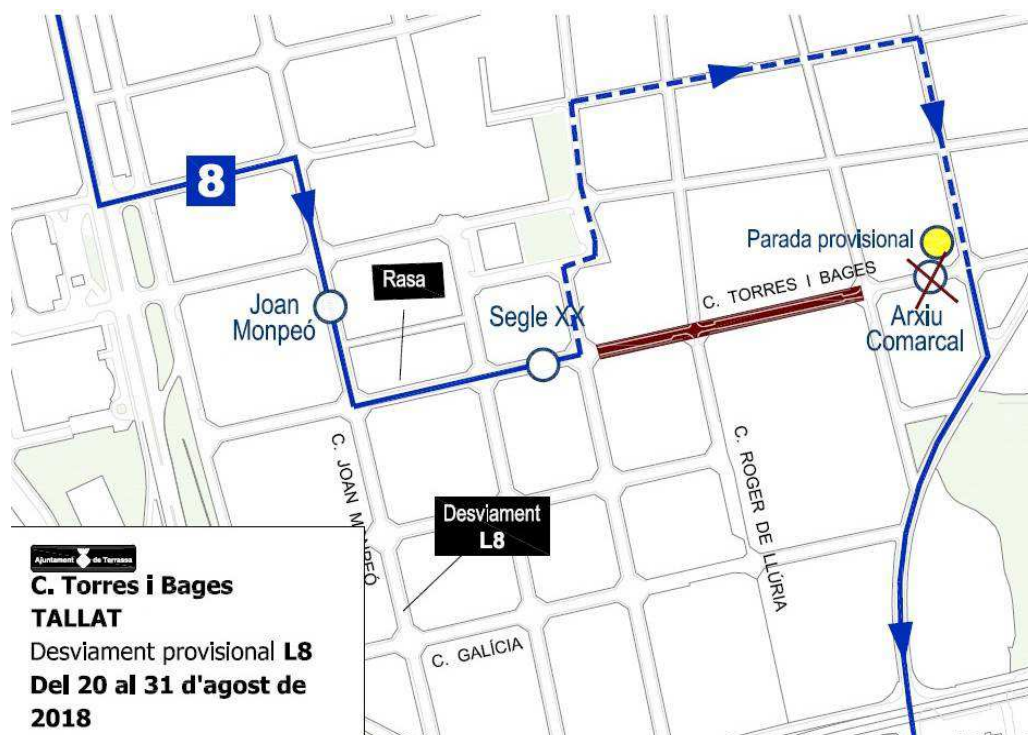 8
Parada provisional
Rasa
C. TORRES I BAGES
Joan
Monpeó
Segle XX
Arxiu
Comarcal
C. JOAN MONPEÓ
C. ROGER DE LLÚRIA
Desviament
L8
C. GALÍCIA
Ajuntament de Terrassa
C. Torres i Bages
TALLAT
Desviament provisional L8
Del 20 al 31 d'agost de
2018